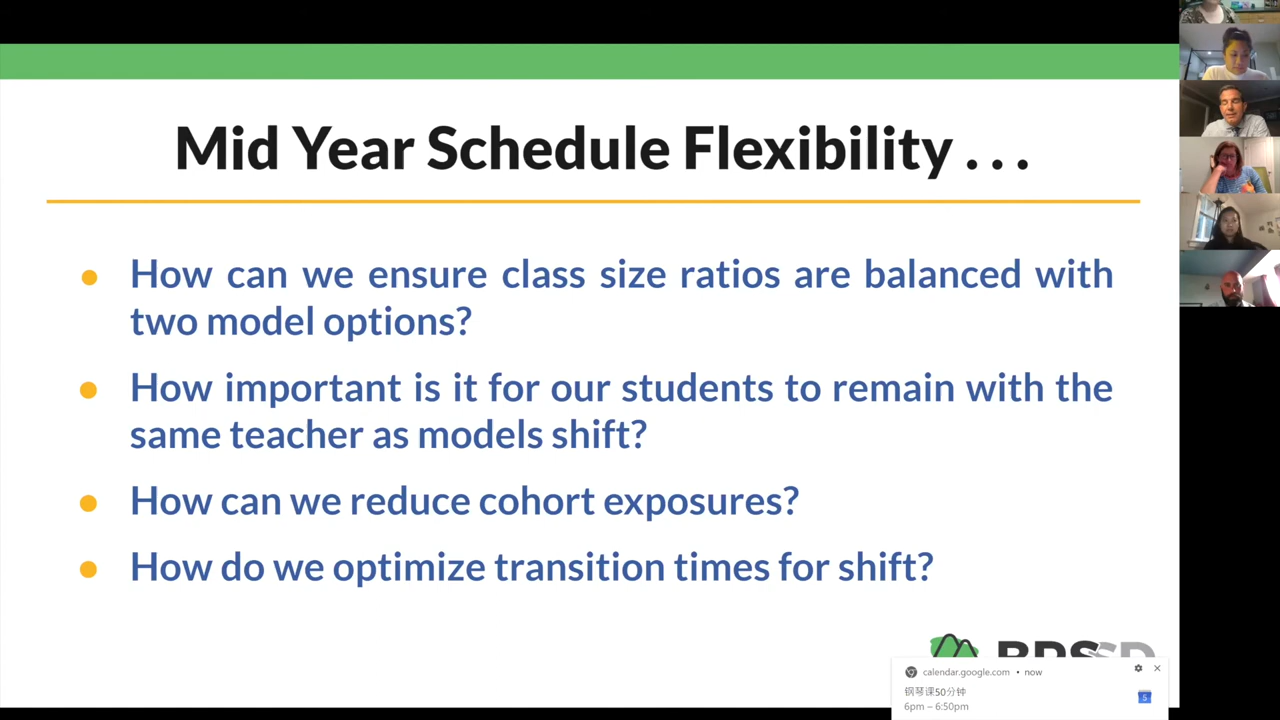 Mid Year Schedule Flexibility . . .
● How can we ensure class size ratios are balanced with
two model options?
● How important is it for our students to remain with the
same teacher as models shift?
● How can we reduce cohort exposures?
● How do we optimize transition times for shift?
calendar.google.com • now
钢琴课50分钟
6pm – 6:50pm
5